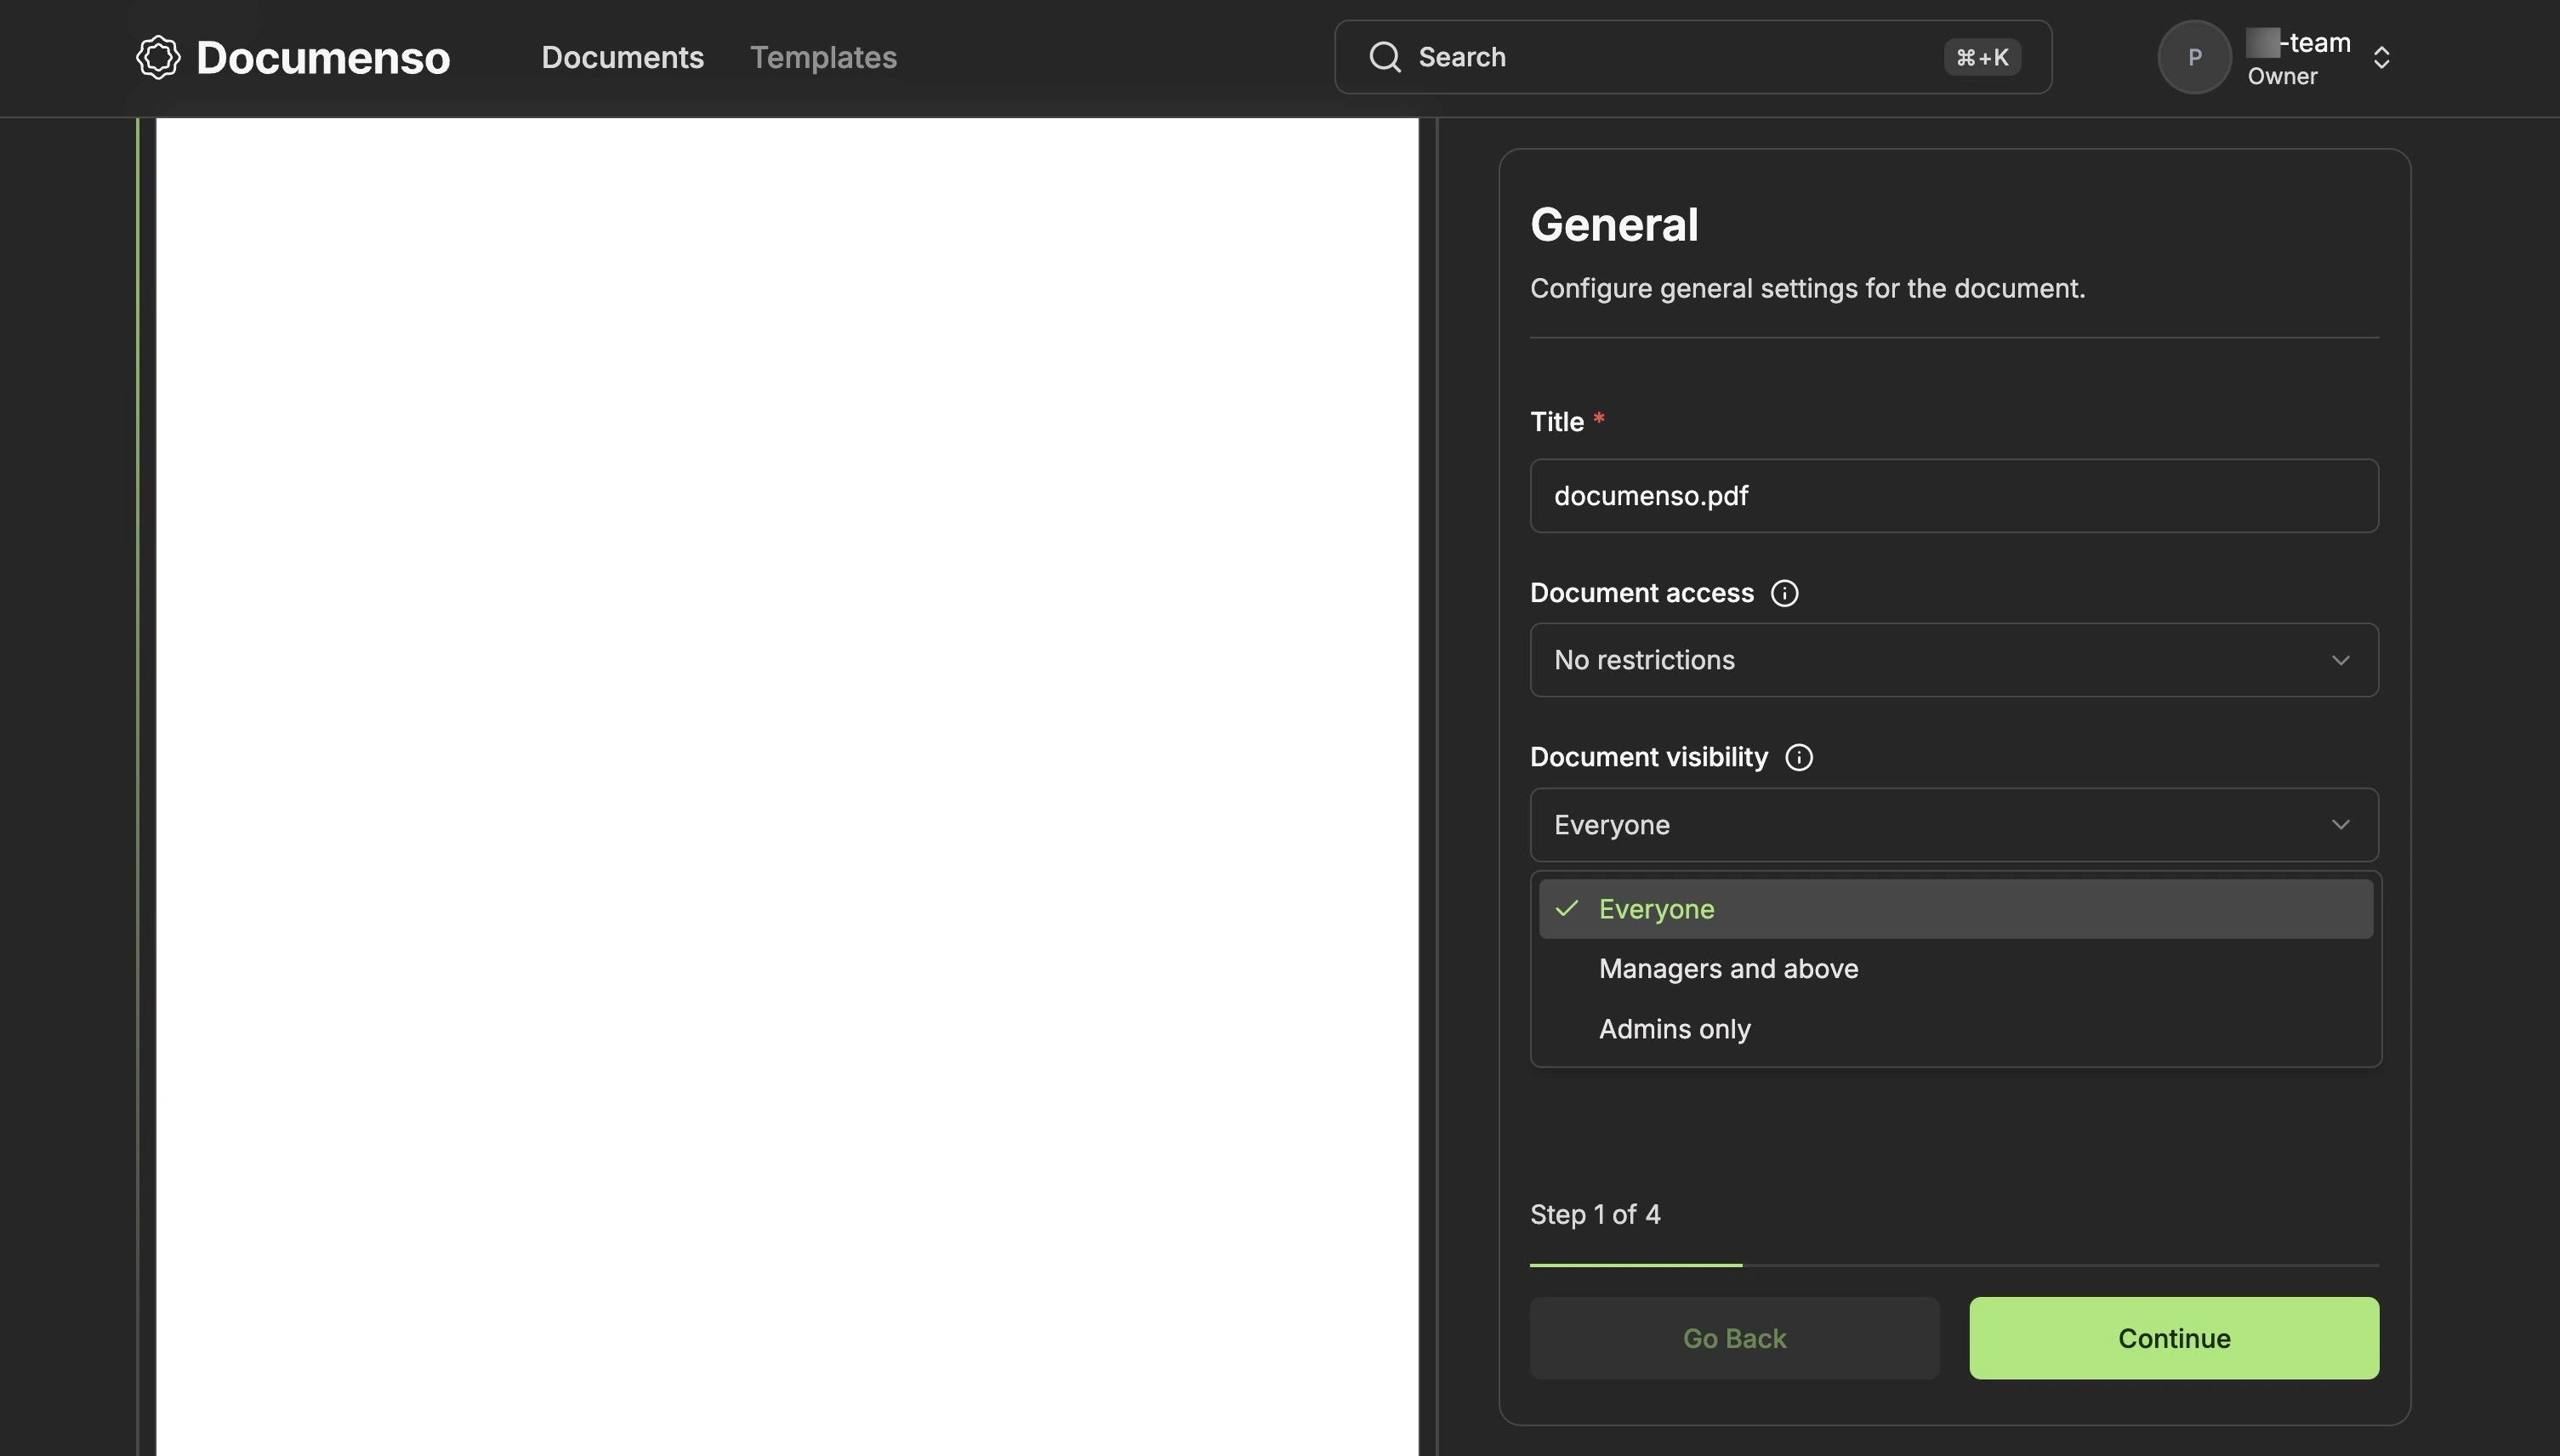 Documenso
Documents
Templates
Search
⌘+K
P
-team
Owner
General
Configure general settings for the document.
Title *
documenso.pdf
Document access
No restrictions
Document visibility
Everyone
Everyone
Managers and above
Admins only
Step 1 of 4
Go Back
Continue